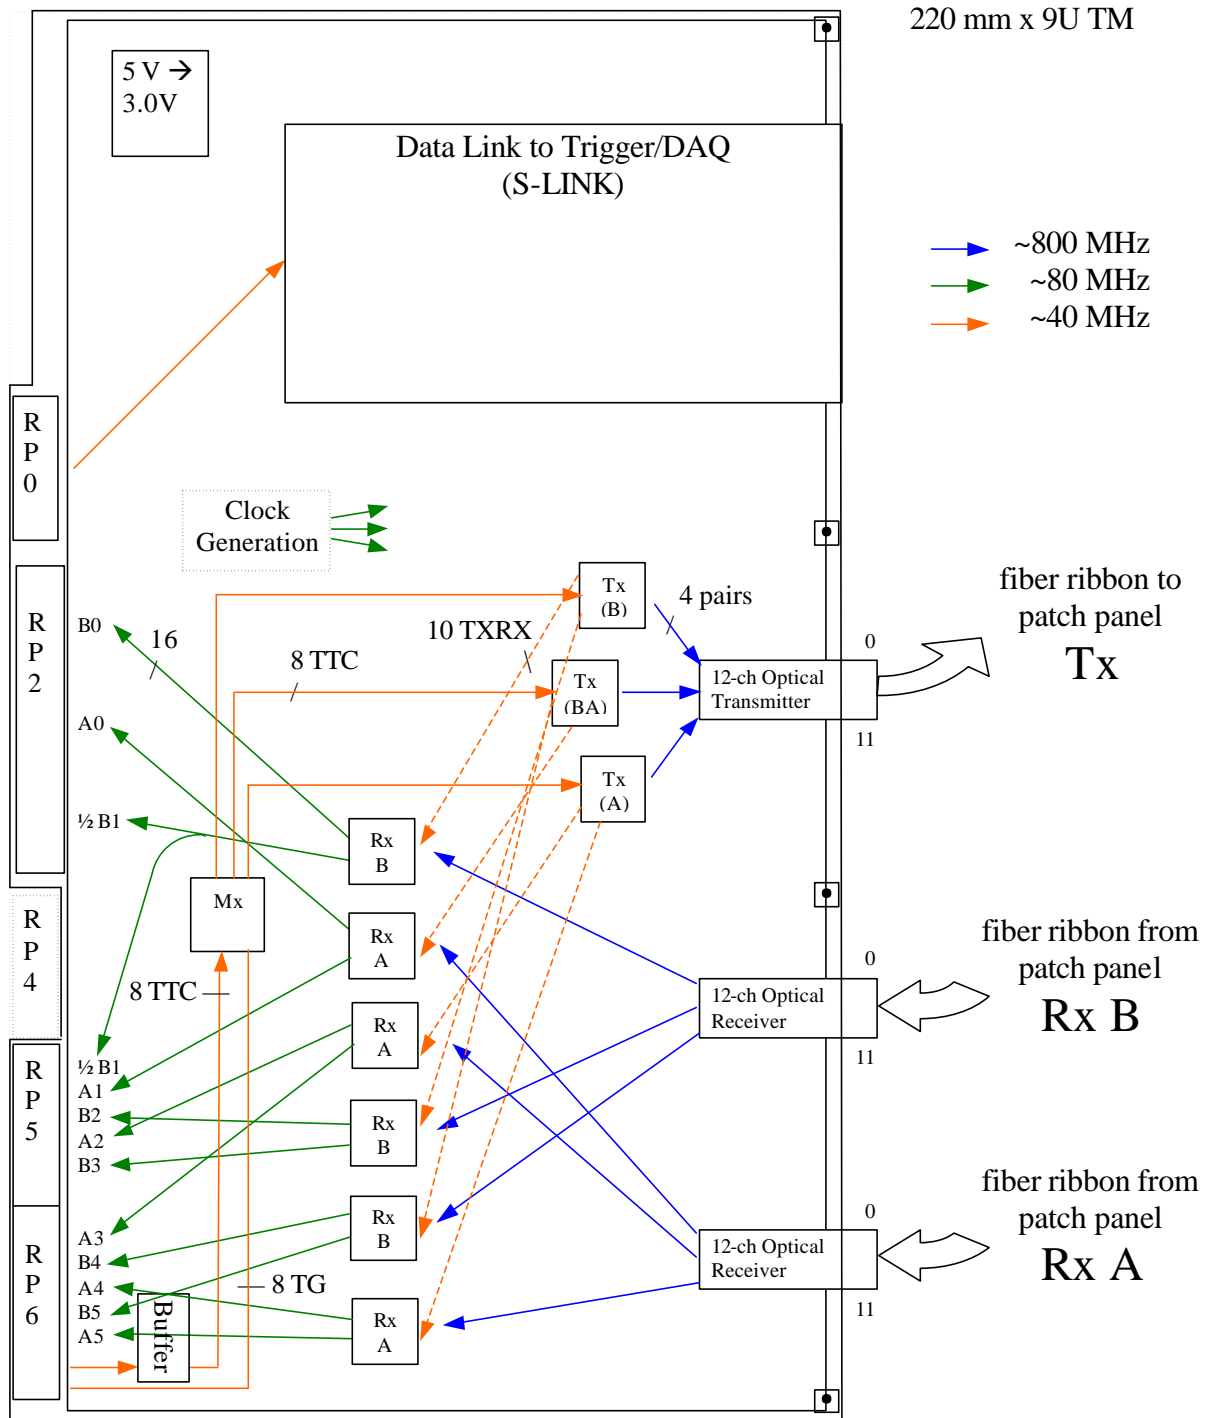 220 mm x 9U TM
5 V →
3.0V
Data Link to Trigger/DAQ
(S-LINK)
~800 MHz
~80 MHz
~40 MHz
R
P
0
Clock
Generation
R
P
2
B0
16
A0
½ B1
8 TTC
10 TXRX
Tx
(B)
4 pairs
Tx
(BA)
Tx
(A)
12-ch Optical
Transmitter
0
11
fiber ribbon to
patch panel
Tx
Rx
B
Mx
Rx
A
R
P
4
8 TTC
Rx
A
12-ch Optical
Receiver
0
11
fiber ribbon from
patch panel
Rx B
R
P
5
½ B1
A1
B2
A2
B3
Rx
B
Rx
B
R
P
6
A3
B4
A4
B5
A5
8 TG
Buffer
Rx
A
12-ch Optical
Receiver
0
11
fiber ribbon from
patch panel
Rx A